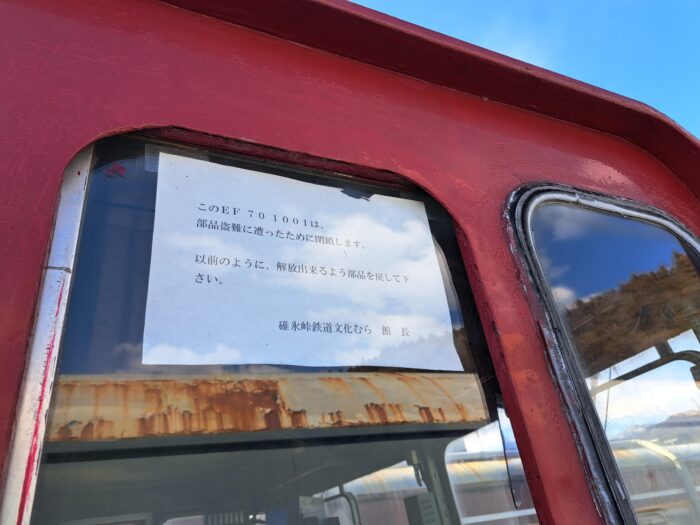 このＥＦ ７０ １００１は、
部品盗難に遭ったために閉鎖します。
以前のように、解放出来るよう部品を戻して下
さい。
碓氷峠鉄道文化むら　館　長